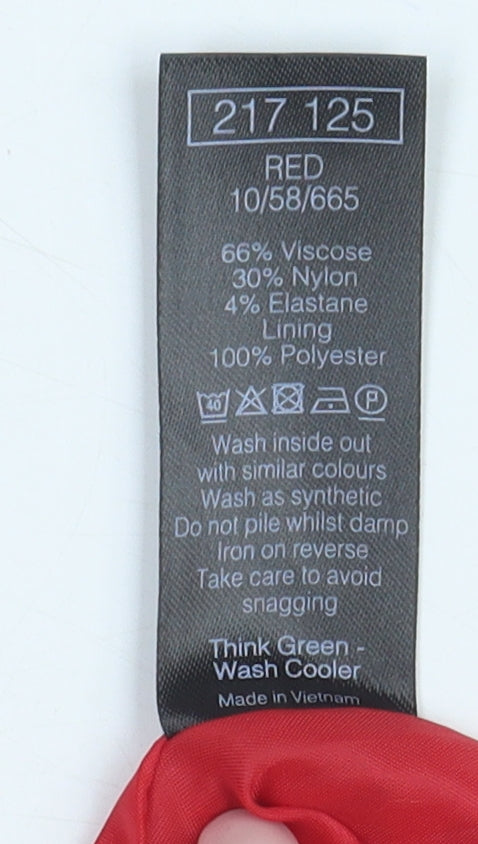 217 125
RED
10/58/665
66% Viscose
30% Nylon
4% Elastane
Lining
100% Polyester
40 P
Wash inside out
with similar colours
Wash as synthetic
Do not pile whilst damp
Iron on reverse
Take care to avoid
snagging
Think Green -
Wash Cooler
Made in Vietnam